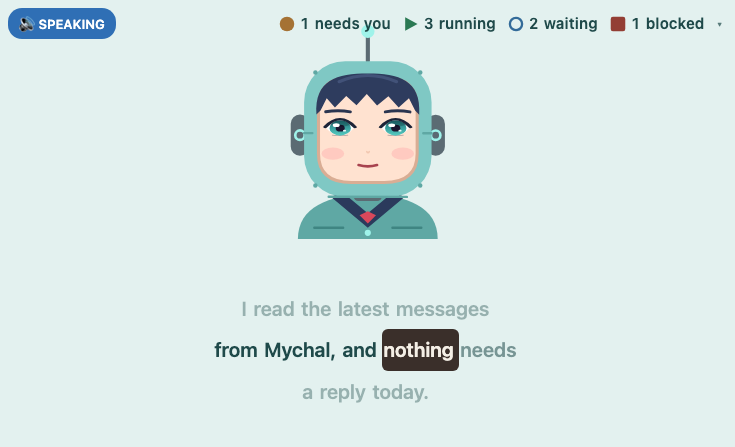 SPEAKING
1 needs you 3 running 2 waiting 1 blocked
I read the latest messages
from Mychal, and nothing needs
a reply today.